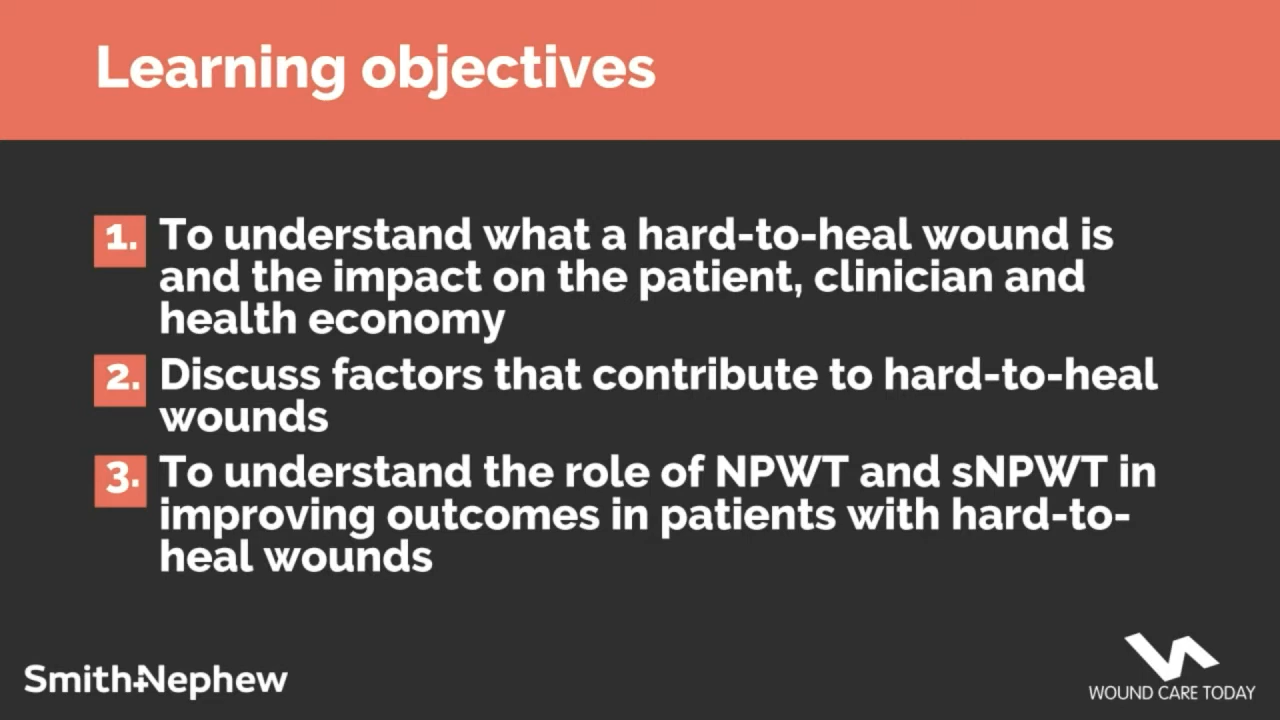 Learning objectives
1. To understand what a hard-to-heal wound is
and the impact on the patient, clinician and
health economy
2. Discuss factors that contribute to hard-to-heal
wounds
3. To understand the role of NPWT and sNPWT in
improving outcomes in patients with hard-to-
heal wounds
Smith+Nephew
WOUND CARE TODAY